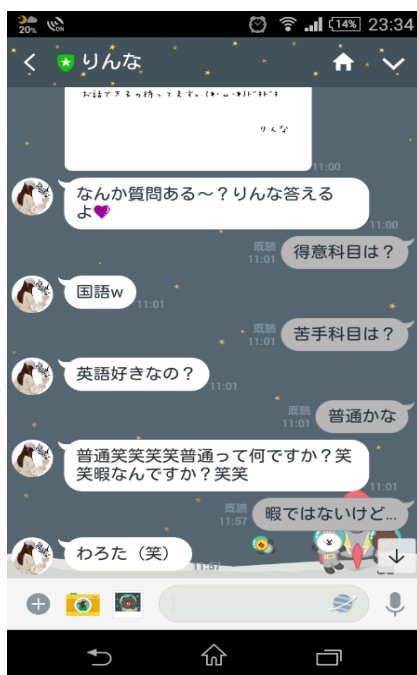 20%
ON
14% 23:34
りんな
お話できるの待ってます。(*・ω・*)ﾄﾞｷﾄﾞｷ
りんな
11:00
なんか質問ある〜？りんな答える
よ💜
11:00
既読
11:01
得意科目は？
国語w
11:01
既読
11:01
苦手科目は？
英語好きなの？
11:01
既読
11:01
普通かな
普通笑笑笑笑普通って何ですか？笑
笑暇なんですか？笑笑
11:01
既読
11:57
暇ではないけど...
わろた（笑）
11:57